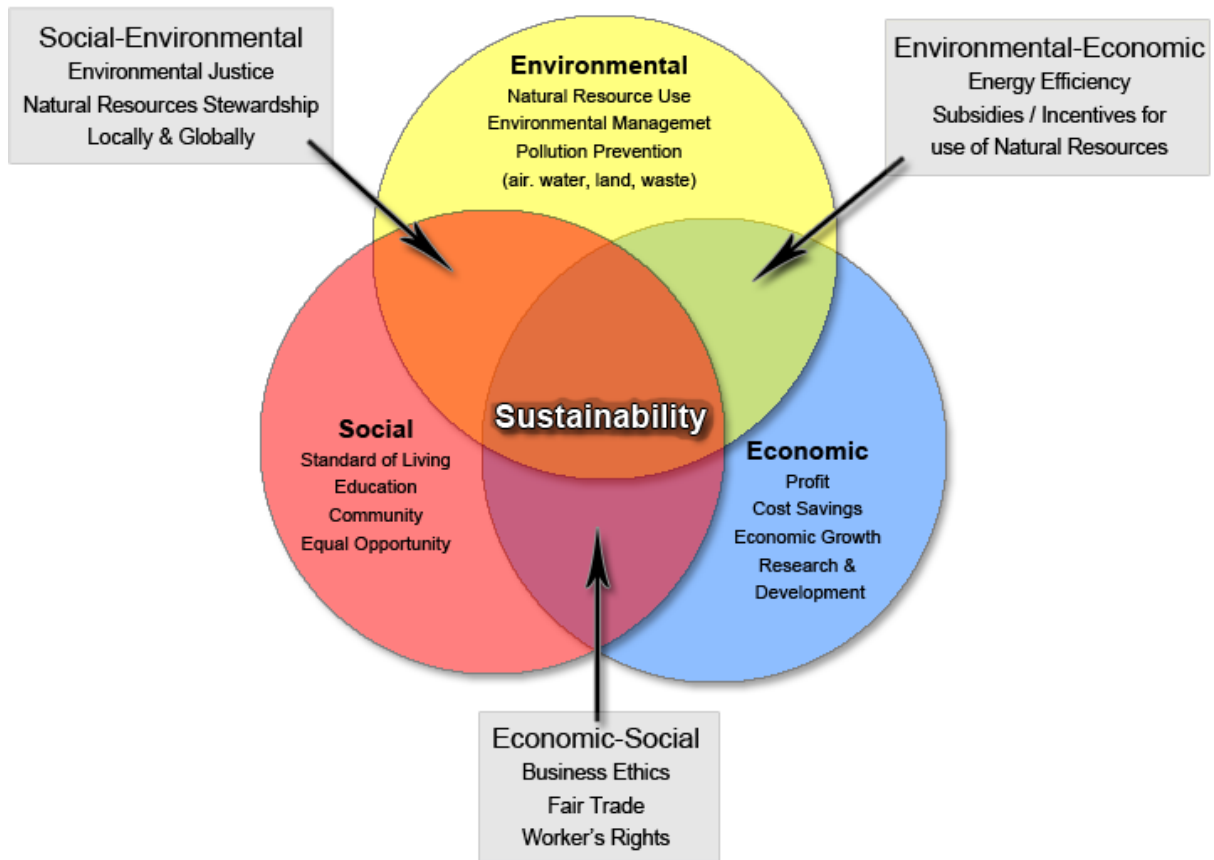 Social-Environmental
Environmental Justice
Natural Resources Stewardship
Locally & Globally
Environmental
Natural Resource Use
Environmental Managemet
Pollution Prevention
(air. water, land, waste)
Environmental-Economic
Energy Efficiency
Subsidies / Incentives for
use of Natural Resources
Sustainability
Social
Standard of Living
Education
Community
Equal Opportunity
Economic
Profit
Cost Savings
Economic Growth
Research &
Development
Economic-Social
Business Ethics
Fair Trade
Worker's Rights